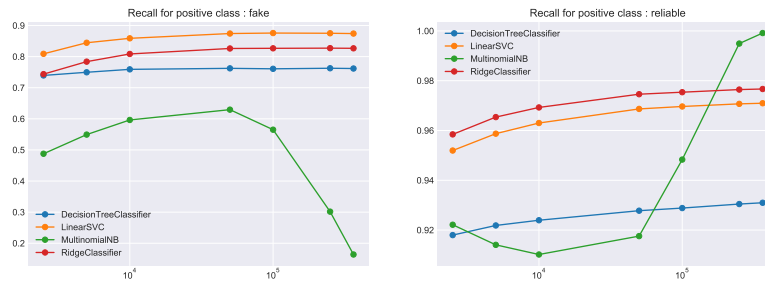 Recall for positive class : fake
0.9
0.8
0.7
0.6
0.5
0.4
0.3
0.2
DecisionTreeClassifier
LinearSVC
MultinomialNB
RidgeClassifier
10^4
10^5
Recall for positive class : reliable
1.00
0.98
0.96
0.94
0.92
DecisionTreeClassifier
LinearSVC
MultinomialNB
RidgeClassifier
10^4
10^5